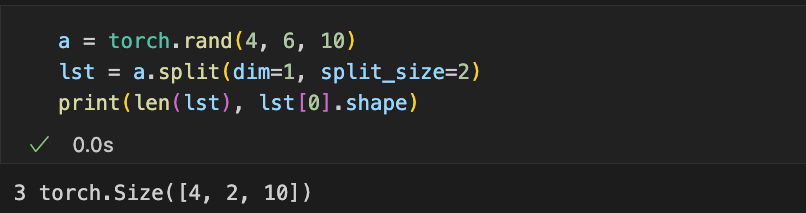 a = torch.rand(4, 6, 10)
lst = a.split(dim=1, split_size=2)
print(len(lst), lst[0].shape)
0.0s
3 torch.Size([4, 2, 10])